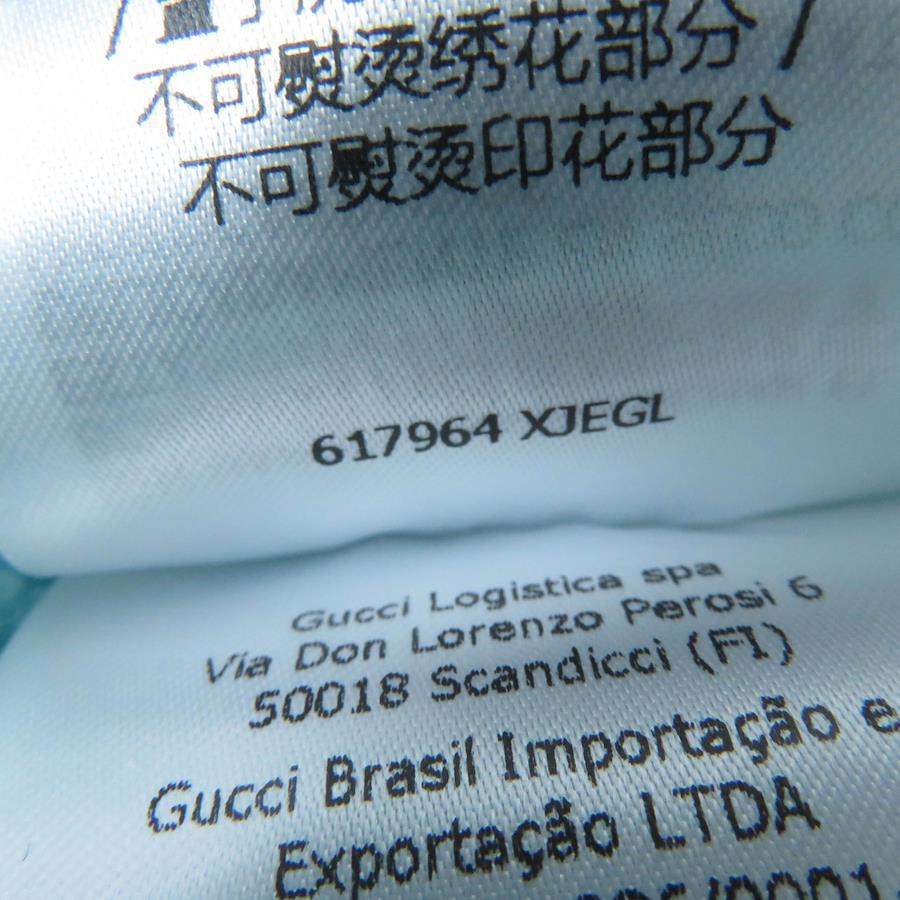 不可熨烫绣花部分 /
不可熨烫印花部分
617964 XJEGL
Gucci Logistica spa
Via Don Lorenzo Perosi 6
50018 Scandicci (FI)
Gucci Brasil Importação e
Exportação LTDA